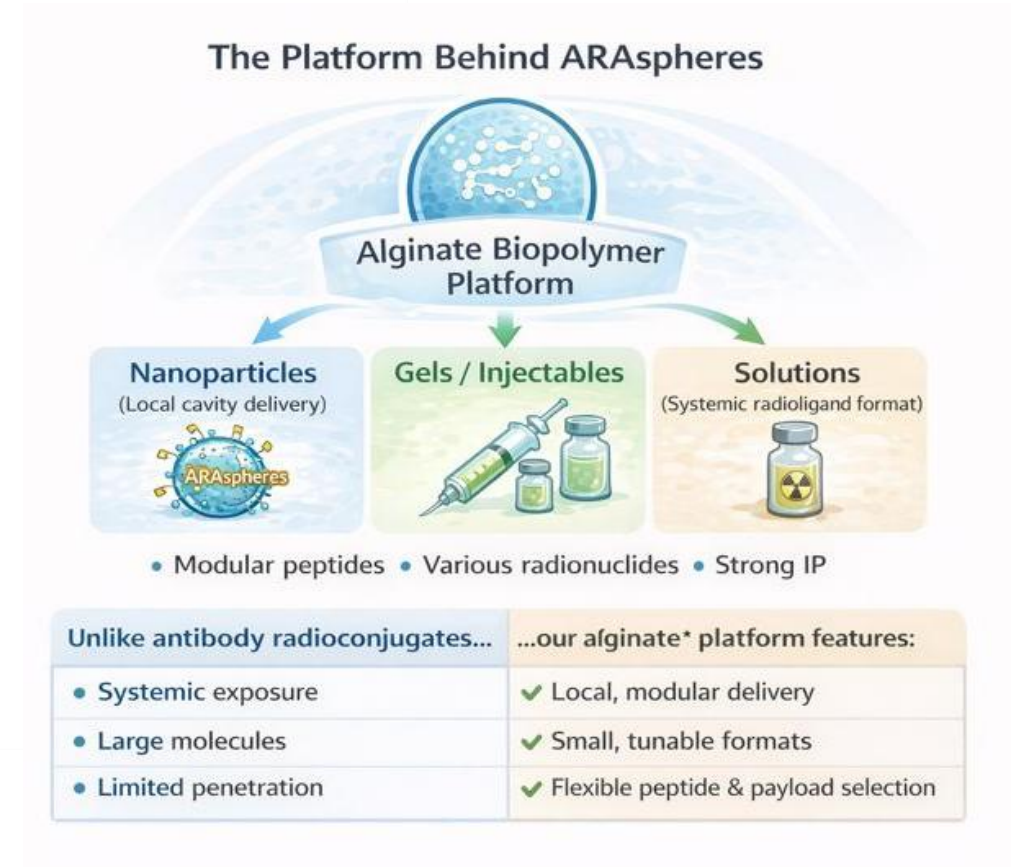 The Platform Behind ARAspheres
Alginate Biopolymer
Platform
Nanoparticles
(Local cavity delivery)
ARAspheres
Gels / Injectables
Solutions
(Systemic radioligand format)
• Modular peptides • Various radionuclides • Strong IP
Unlike antibody radioconjugates... ...our alginate* platform features:
• Systemic exposure ✓ Local, modular delivery
• Large molecules ✓ Small, tunable formats
• Limited penetration ✓ Flexible peptide & payload selection